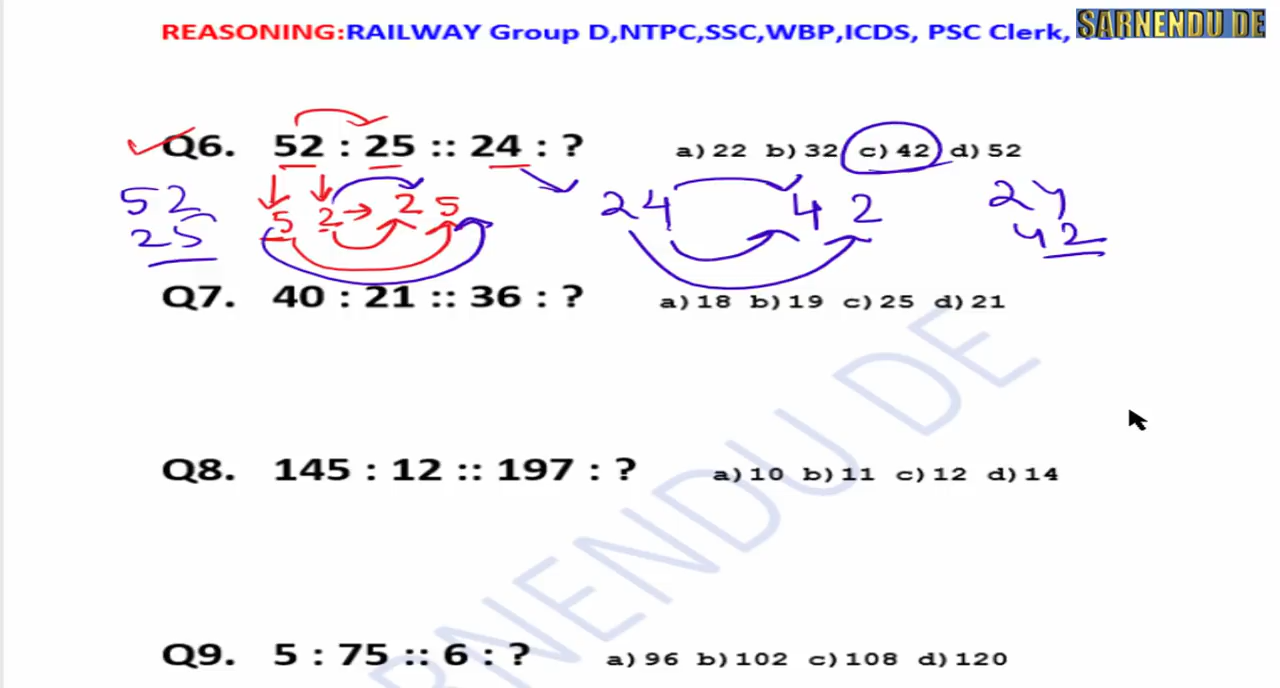 REASONING:RAILWAY Group D,NTPC,SSC,WBP,ICDS, PSC Clerk,
SARNENDU DE
Q6. 52 : 25 :: 24 : ? a)22 b)32 c)42 d)52
52 5 2 → 2 5 24 4 2 24
25 42
Q7. 40 : 21 :: 36 : ? a)18 b)19 c)25 d)21
Q8. 145 : 12 :: 197 : ? a)10 b)11 c)12 d)14
Q9. 5 : 75 :: 6 : ? a)96 b)102 c)108 d)120
RNENDU DE